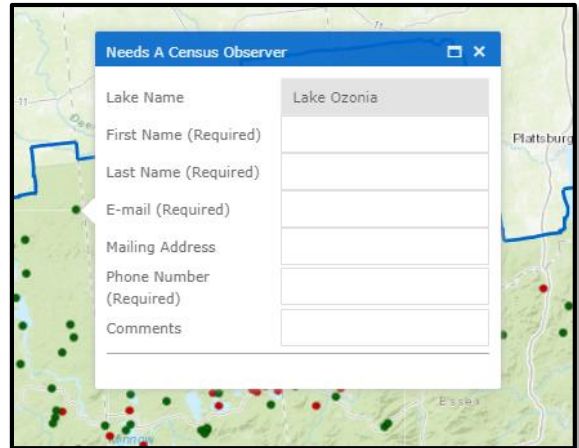 11
Needs A Census Observer
Lake Name
Lake Ozonia
First Name (Required)
Plattsburg
Last Name (Required)
E-mail (Required)
Mailing Address
Phone Number
(Required)
Comments
Essex